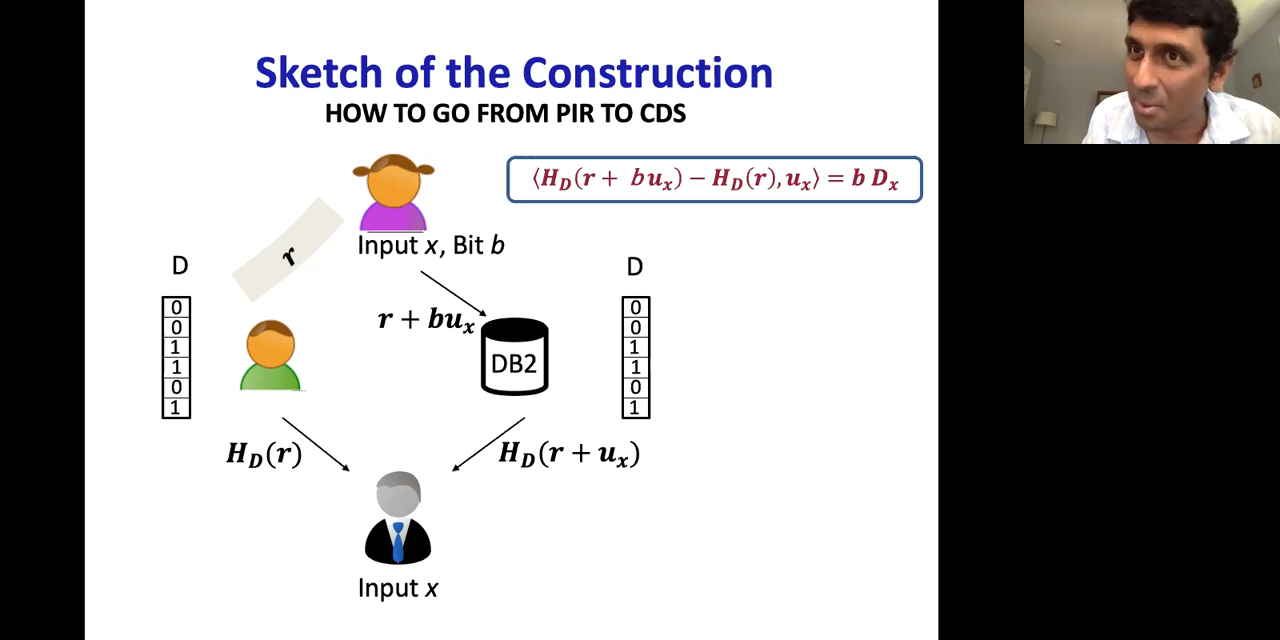 Sketch of the Construction
HOW TO GO FROM PIR TO CDS
⟨H_D(r + bu_x) − H_D(r), u_x⟩ = b D_x
r
Input x, Bit b
D
D
0
0
1
1
0
1
r + bu_x
DB2
0
0
1
1
0
1
H_D(r)
H_D(r + u_x)
Input x